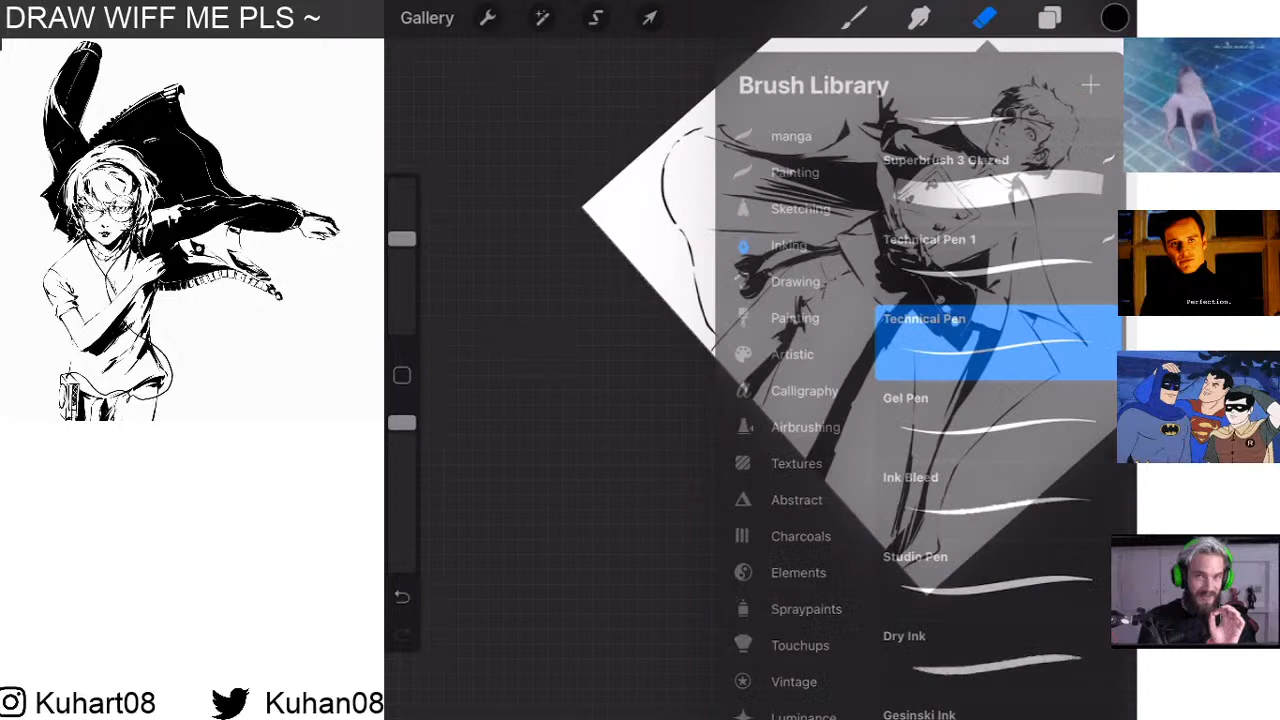 DRAW WIFF ME PLS ~
Gallery
Brush Library
manga
Painting
Sketching
Inking
Drawing
Painting
Artistic
Calligraphy
Airbrushing
Textures
Abstract
Charcoals
Elements
Spraypaints
Touchups
Vintage
Luminance
Superbrush 3 Glazed
Technical Pen 1
Technical Pen
Gel Pen
Ink Bleed
Studio Pen
Dry Ink
Gesinski Ink
Perfection.
Kuhart08
Kuhan08